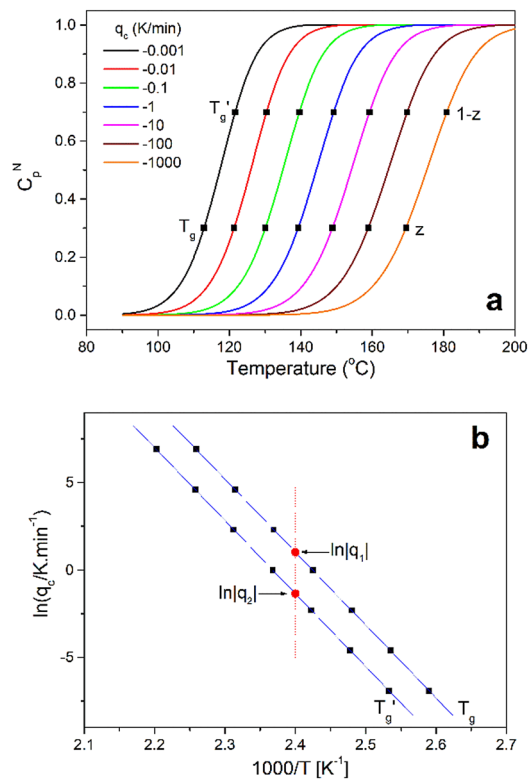 q_c (K/min)
-0.001
-0.01
-0.1
-1
-10
-100
-1000
T_g'
1-z
T_g
z
a
C_p^N
1.0
0.8
0.6
0.4
0.2
0.0
80 100 120 140 160 180 200
Temperature (°C)
b
ln(q_c/K.min⁻¹)
5
0
-5
ln|q₁|
ln|q₂|
T_g' T_g
2.1 2.2 2.3 2.4 2.5 2.6 2.7
1000/T [K⁻¹]